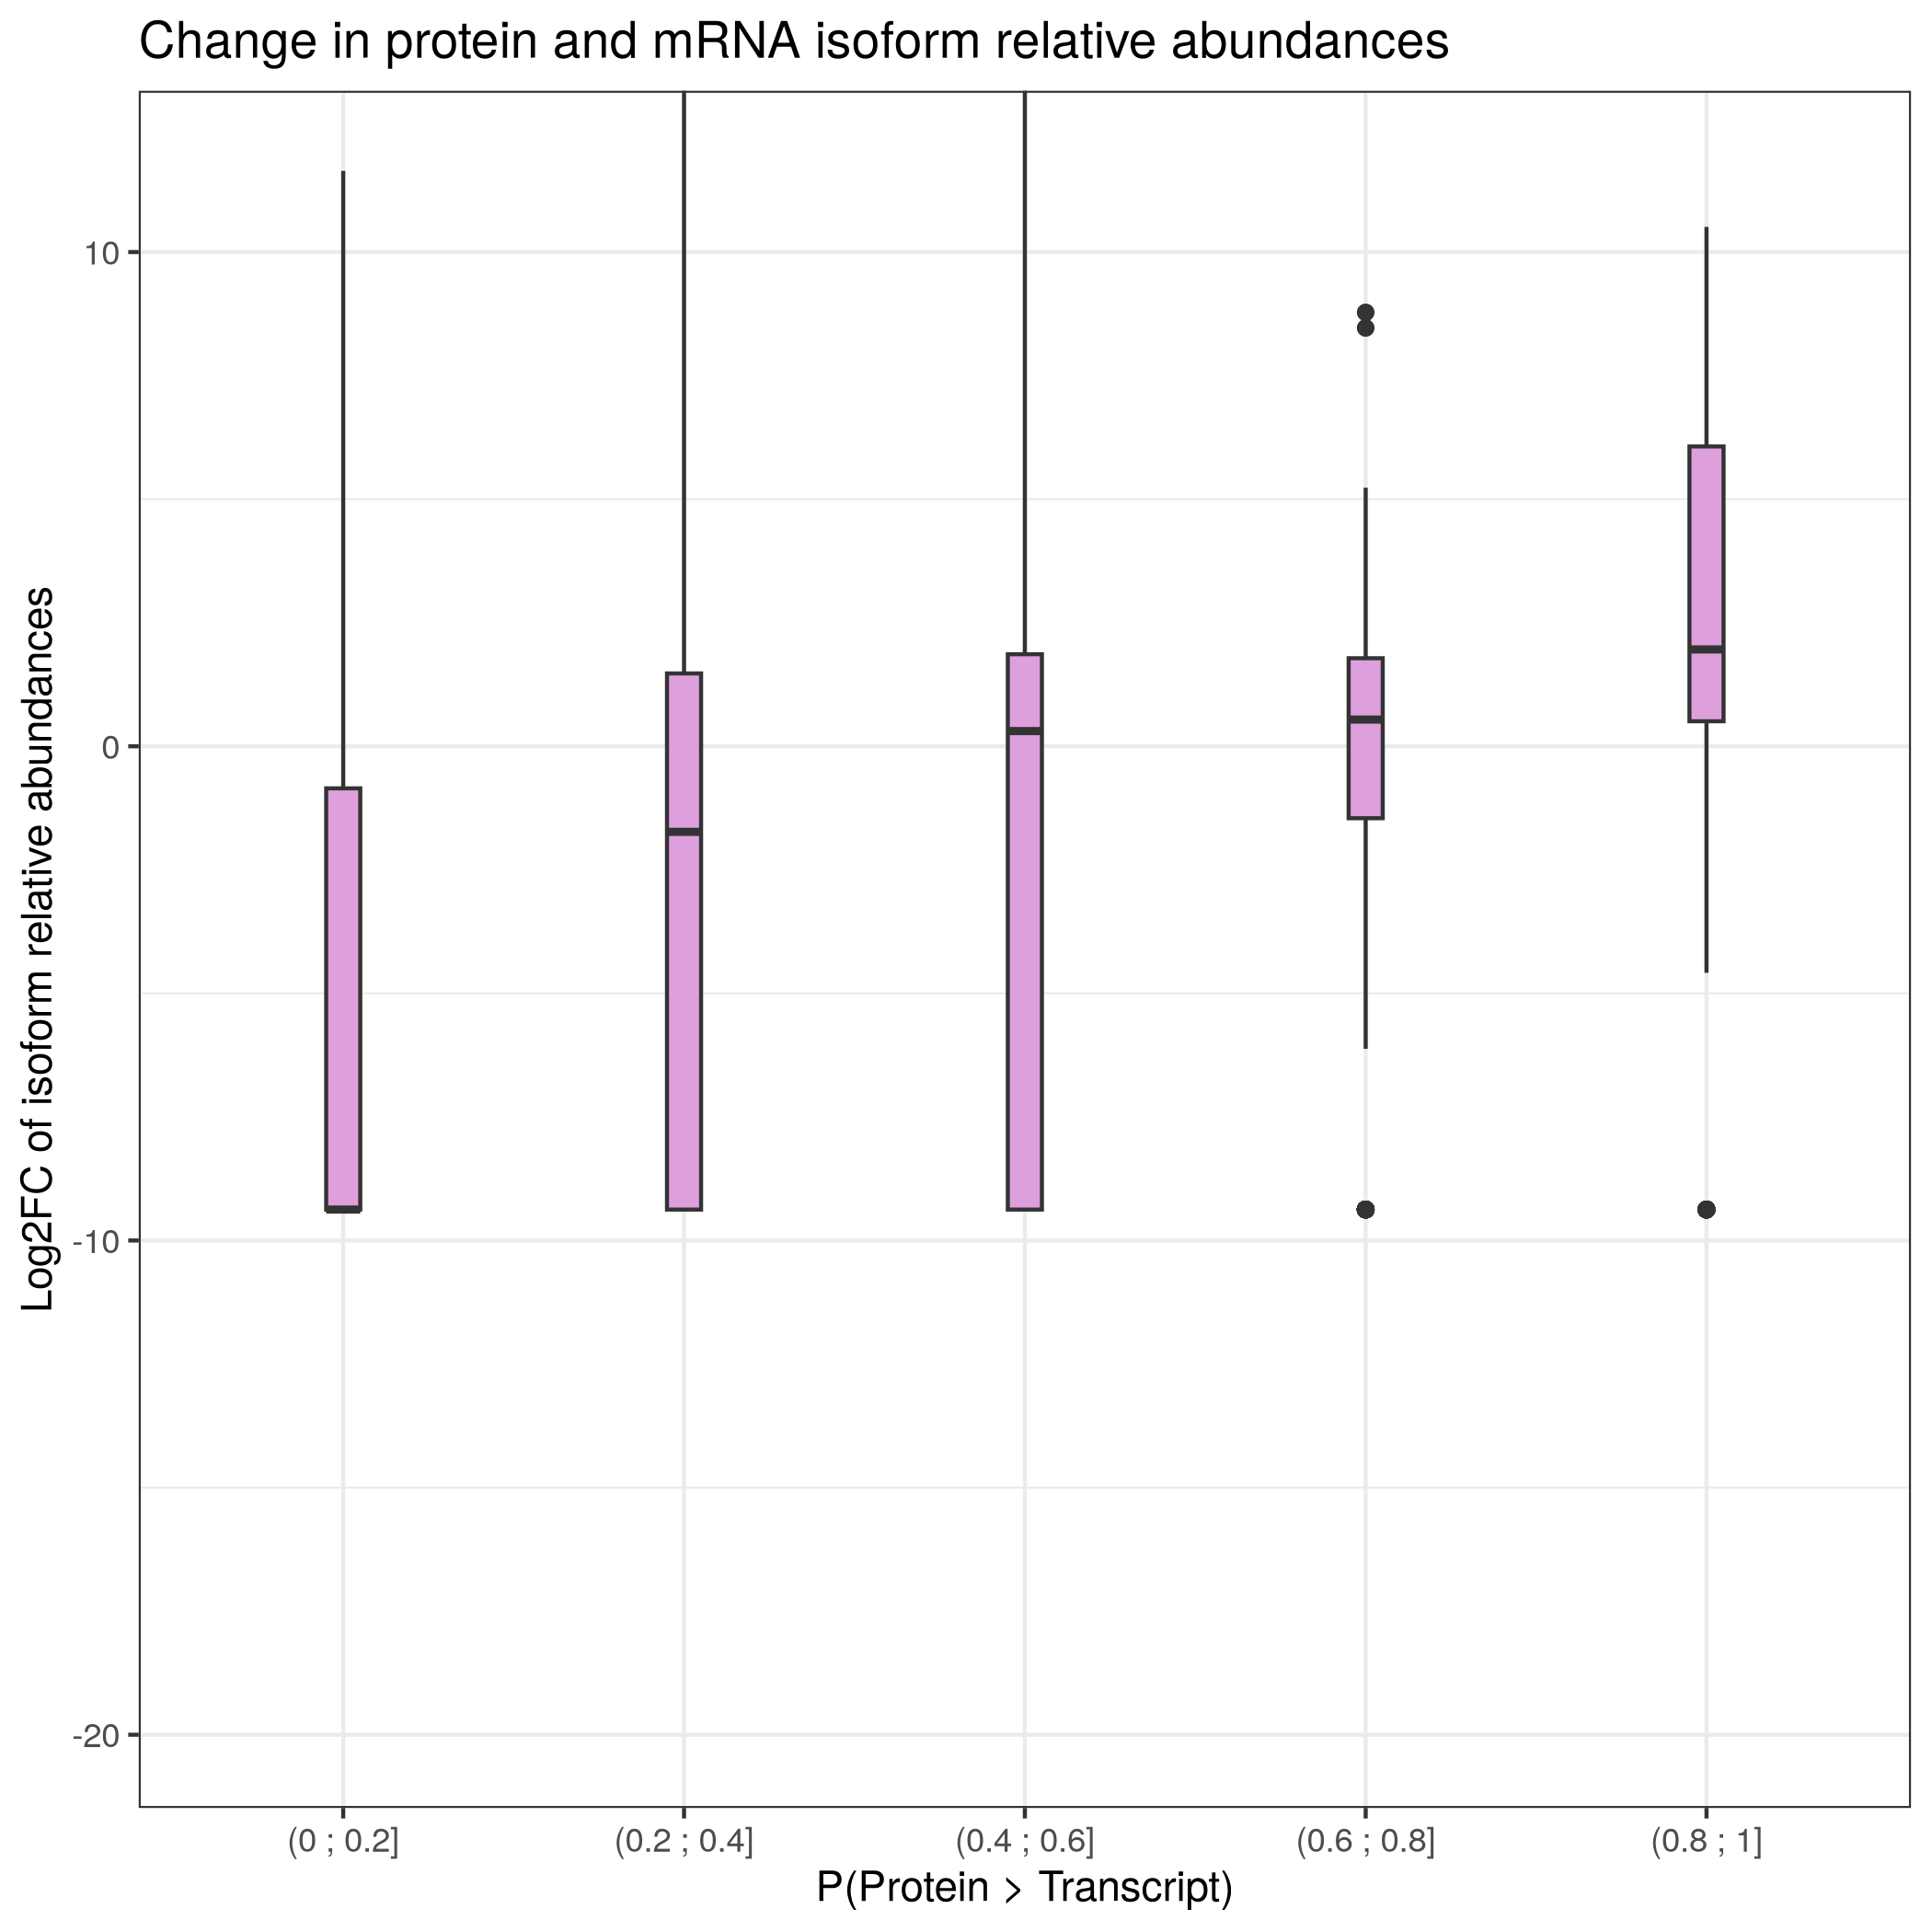 Change in protein and mRNA isoform relative abundances
Log2FC of isoform relative abundances
10
0
-10
-20
(0 ; 0.2]
(0.2 ; 0.4]
(0.4 ; 0.6]
(0.6 ; 0.8]
(0.8 ; 1]
P(Protein > Transcript)